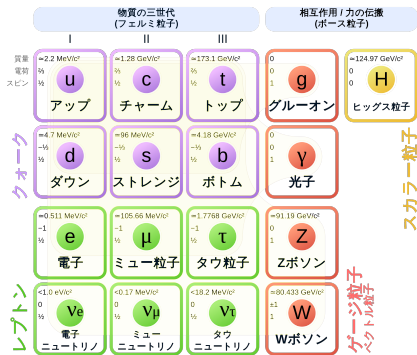 物質の三世代
(フェルミ粒子)
相互作用 / 力の伝搬
(ボース粒子)
I II III
質量
電荷
スピン
≃2.2 MeV/c²
⅔
½
u
アップ
≃1.28 GeV/c²
⅔
½
c
チャーム
≃173.1 GeV/c²
⅔
½
t
トップ
0
0
1
g
グルーオン
≃124.97 GeV/c²
0
0
H
ヒッグス粒子
クォーク
≃4.7 MeV/c²
−⅓
½
d
ダウン
≃96 MeV/c²
−⅓
½
s
ストレンジ
≃4.18 GeV/c²
−⅓
½
b
ボトム
0
0
1
γ
光子
スカラー粒子
レプトン
≃0.511 MeV/c²
−1
½
e
電子
≃105.66 MeV/c²
−1
½
μ
ミュー粒子
≃1.7768 GeV/c²
−1
½
τ
タウ粒子
≃91.19 GeV/c²
0
1
Z
Zボソン
ゲージ粒子
ベクトル粒子
<1.0 eV/c²
0
½
νe
電子
ニュートリノ
<0.17 MeV/c²
0
½
νμ
ミュー
ニュートリノ
<18.2 MeV/c²
0
½
ντ
タウ
ニュートリノ
≃80.433 GeV/c²
±1
1
W
Wボソン